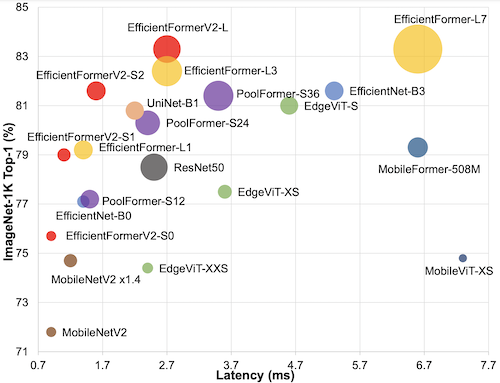 85
83
81
79
77
75
73
71
ImageNet-1K Top-1 (%)
EfficientFormerV2-L
EfficientFormer-L7
EfficientFormer-L3
EfficientFormerV2-S2
PoolFormer-S36
EfficientNet-B3
UniNet-B1
EdgeViT-S
PoolFormer-S24
EfficientFormerV2-S1
EfficientFormer-L1
ResNet50
MobileFormer-508M
EdgeViT-XS
PoolFormer-S12
EfficientNet-B0
EfficientFormerV2-S0
EdgeViT-XXS
MobileViT-XS
MobileNetV2 x1.4
MobileNetV2
0.7 1.7 2.7 3.7 4.7 5.7 6.7 7.7
Latency (ms)